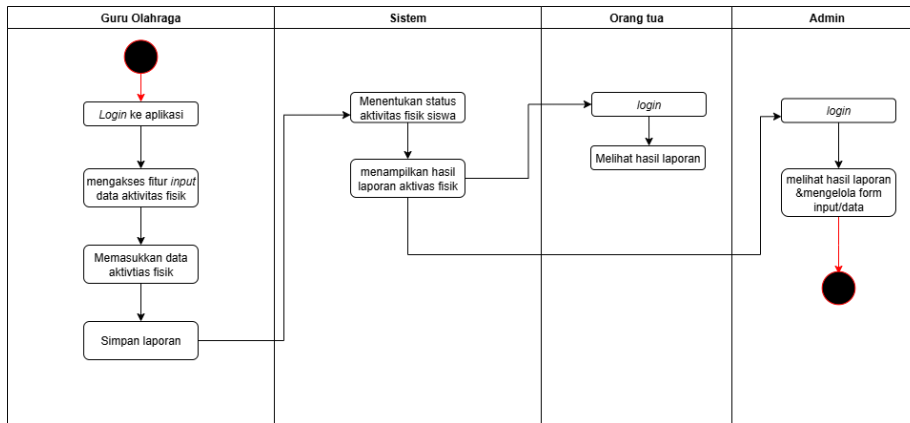 Guru Olahraga
Sistem
Orang tua
Admin
Login ke aplikasi
mengakses fitur input
data aktivitas fisik
Memasukkan data
aktivtias fisik
Simpan laporan
Menentukan status
aktivitas fisik siswa
menampilkan hasil
laporan aktivas fisik
login
Melihat hasil laporan
login
melihat hasil laporan
&mengelola form
input/data